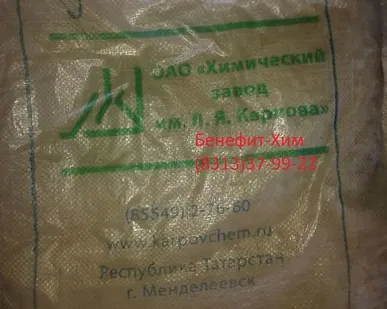 ОАО «Химический
завод
им. Л. Я. Карпова»
Бенефит-Хим
(8313)37-99-22
(85549) 2-76-60
www.karpovchem.ru
Республика Татарстан
г. Менделеевск